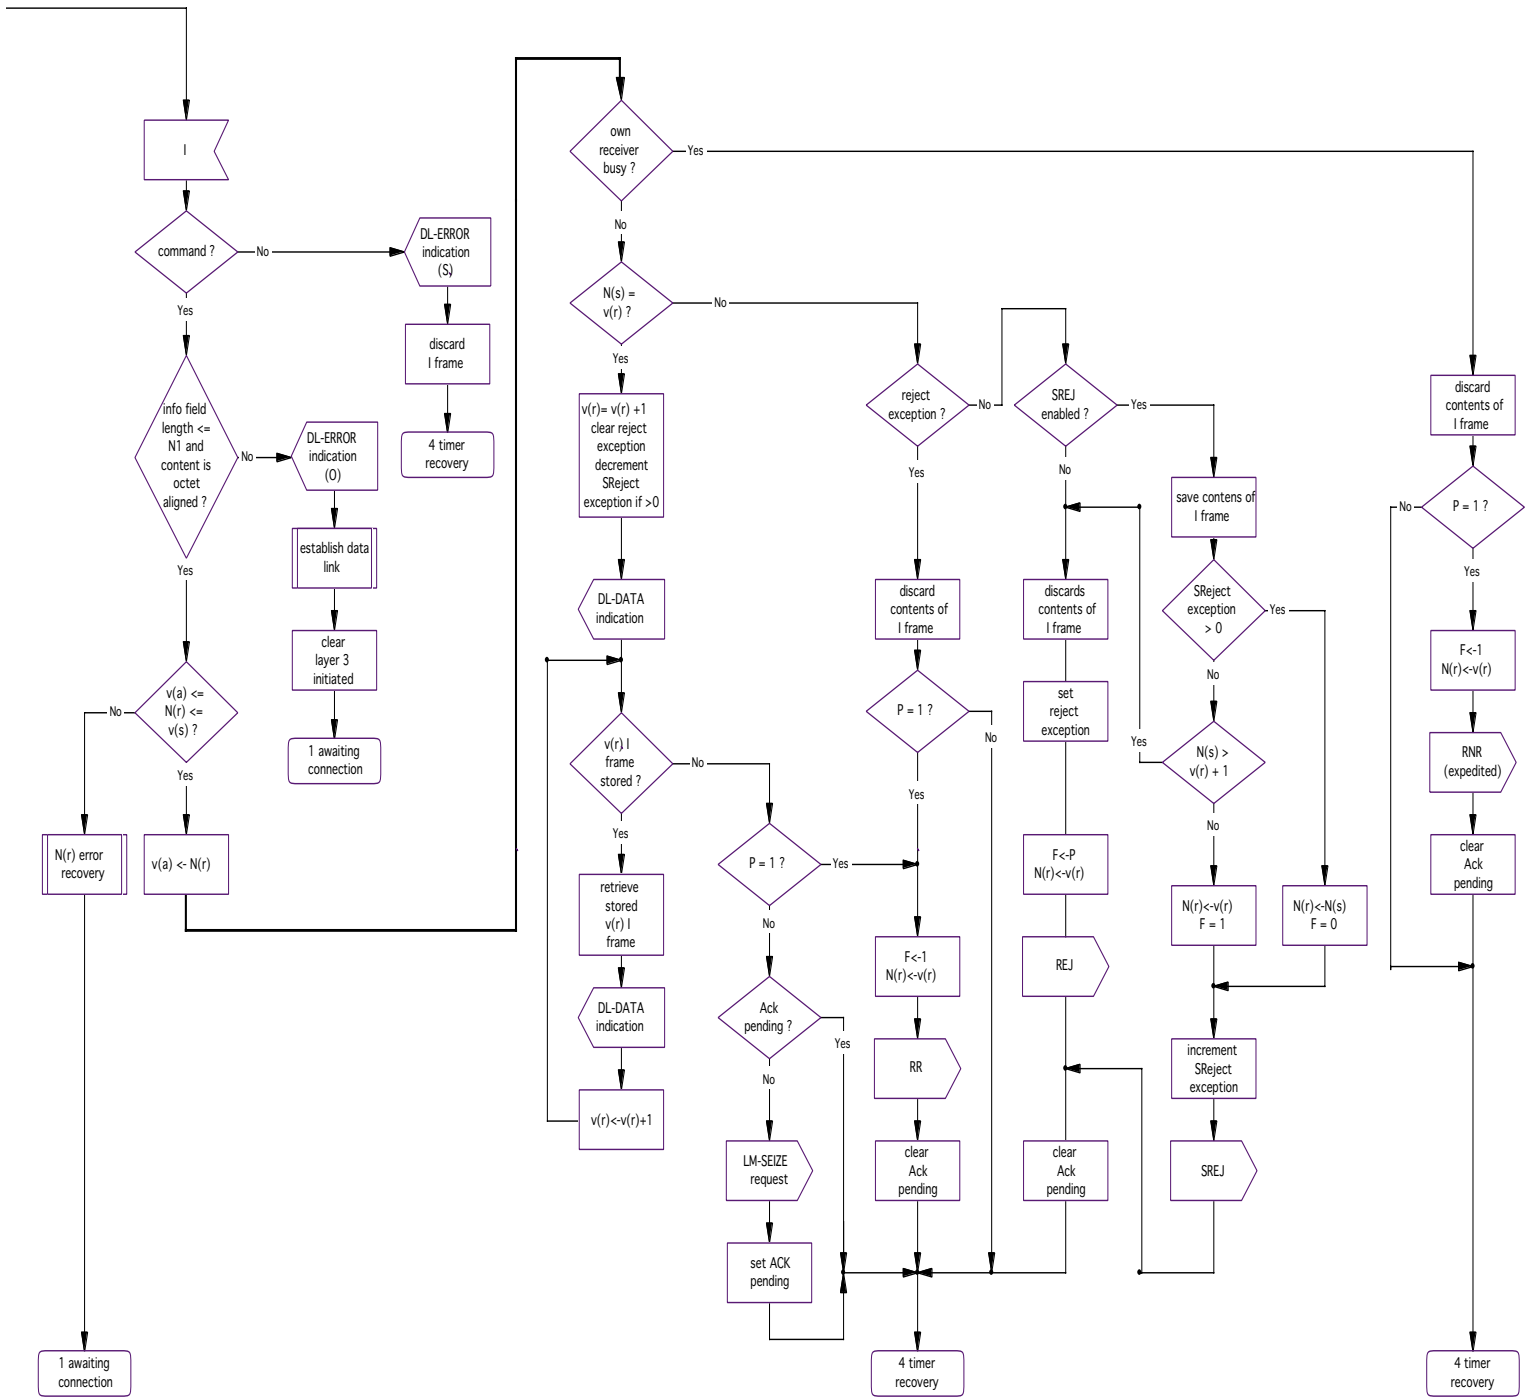 I
command ?
No
DL-ERROR
indication
(S)
discard
I frame
4 timer
recovery
Yes
info field
length <=
N1 and
content is
octet
aligned ?
No
DL-ERROR
indication
(O)
establish data
link
clear
layer 3
initiated
1 awaiting
connection
Yes
v(a) <=
N(r) <=
v(s) ?
No
N(r) error
recovery
1 awaiting
connection
Yes
v(a) <- N(r)
own
receiver
busy ?
Yes
No
N(s) =
v(r) ?
No
Yes
v(r)= v(r) +1
clear reject
exception
decrement
SReject
exception if >0
DL-DATA
indication
v(r) I
frame
stored ?
No
Yes
retrieve
stored
v(r) I
frame
DL-DATA
indication
v(r)<-v(r)+1
P = 1 ?
Yes
No
Ack
pending ?
Yes
No
LM-SEIZE
request
set ACK
pending
reject
exception ?
No
Yes
discard
contents of
I frame
P = 1 ?
No
Yes
F<-1
N(r)<-v(r)
RR
clear
Ack
pending
4 timer
recovery
SREJ
enabled ?
Yes
No
discards
contents of
I frame
set
reject
exception
F<-P
N(r)<-v(r)
REJ
clear
Ack
pending
save contens of
I frame
SReject
exception
> 0
Yes
No
N(s) >
v(r) + 1
Yes
No
N(r)<-v(r)
F = 1
N(r)<-N(s)
F = 0
increment
SReject
exception
SREJ
discard
contents of
I frame
P = 1 ?
No
Yes
F<-1
N(r)<-v(r)
RNR
(expedited)
clear
Ack
pending
4 timer
recovery